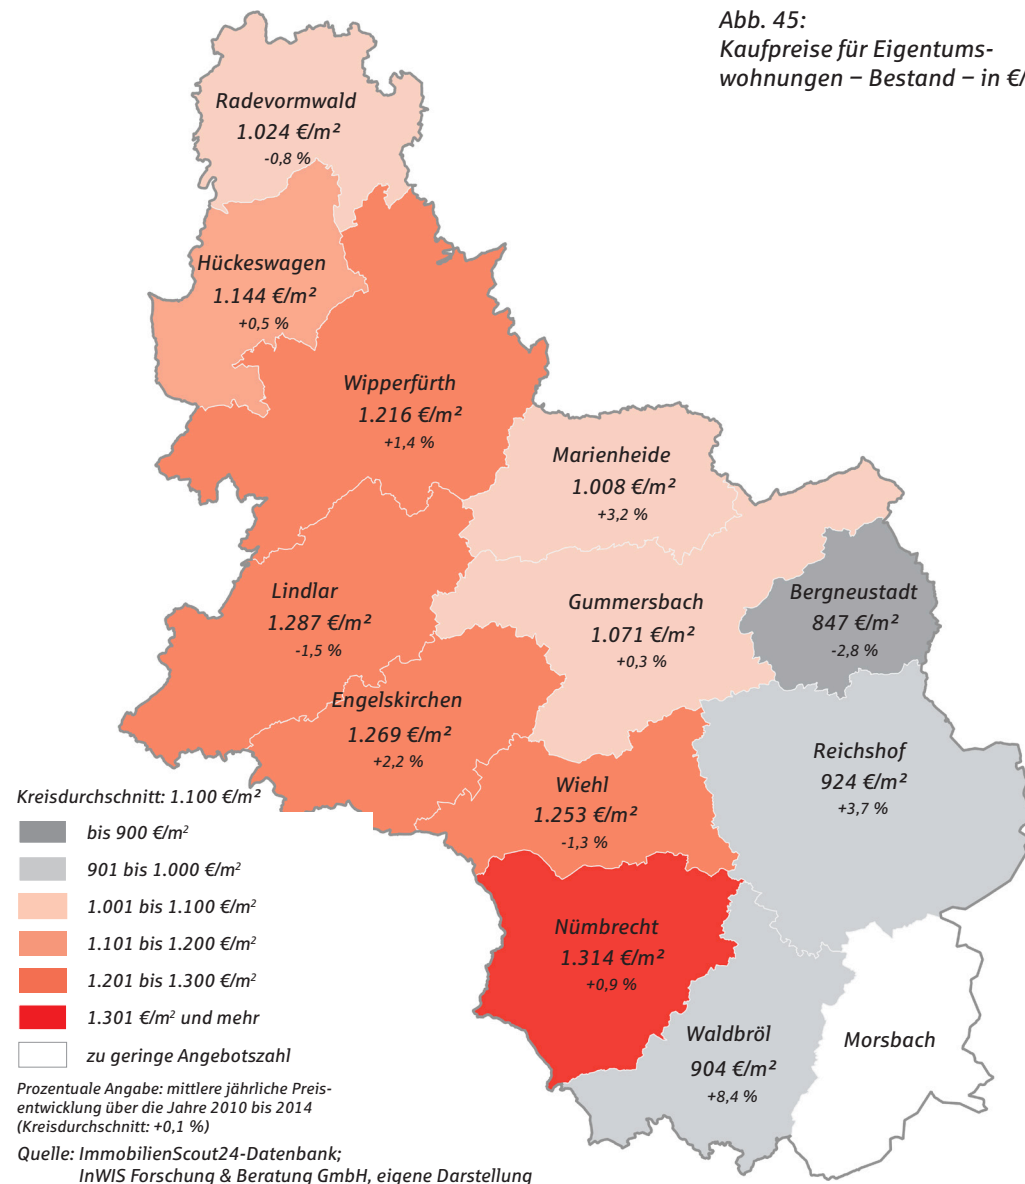 Abb. 45:
Kaufpreise für Eigentums-
wohnungen – Bestand – in €/
Radevormwald
1.024 €/m²
-0,8 %
Hückeswagen
1.144 €/m²
+0,5 %
Wipperfürth
1.216 €/m²
+1,4 %
Marienheide
1.008 €/m²
+3,2 %
Lindlar
1.287 €/m²
-1,5 %
Gummersbach
1.071 €/m²
+0,3 %
Bergneustadt
847 €/m²
-2,8 %
Engelskirchen
1.269 €/m²
+2,2 %
Wiehl
1.253 €/m²
-1,3 %
Reichshof
924 €/m²
+3,7 %
Nümbrecht
1.314 €/m²
+0,9 %
Waldbröl
904 €/m²
+8,4 %
Morsbach
Kreisdurchschnitt: 1.100 €/m²
bis 900 €/m²
901 bis 1.000 €/m²
1.001 bis 1.100 €/m²
1.101 bis 1.200 €/m²
1.201 bis 1.300 €/m²
1.301 €/m² und mehr
zu geringe Angebotszahl
Prozentuale Angabe: mittlere jährliche Preis-
entwicklung über die Jahre 2010 bis 2014
(Kreisdurchschnitt: +0,1 %)
Quelle: ImmobilienScout24-Datenbank;
InWIS Forschung & Beratung GmbH, eigene Darstellung